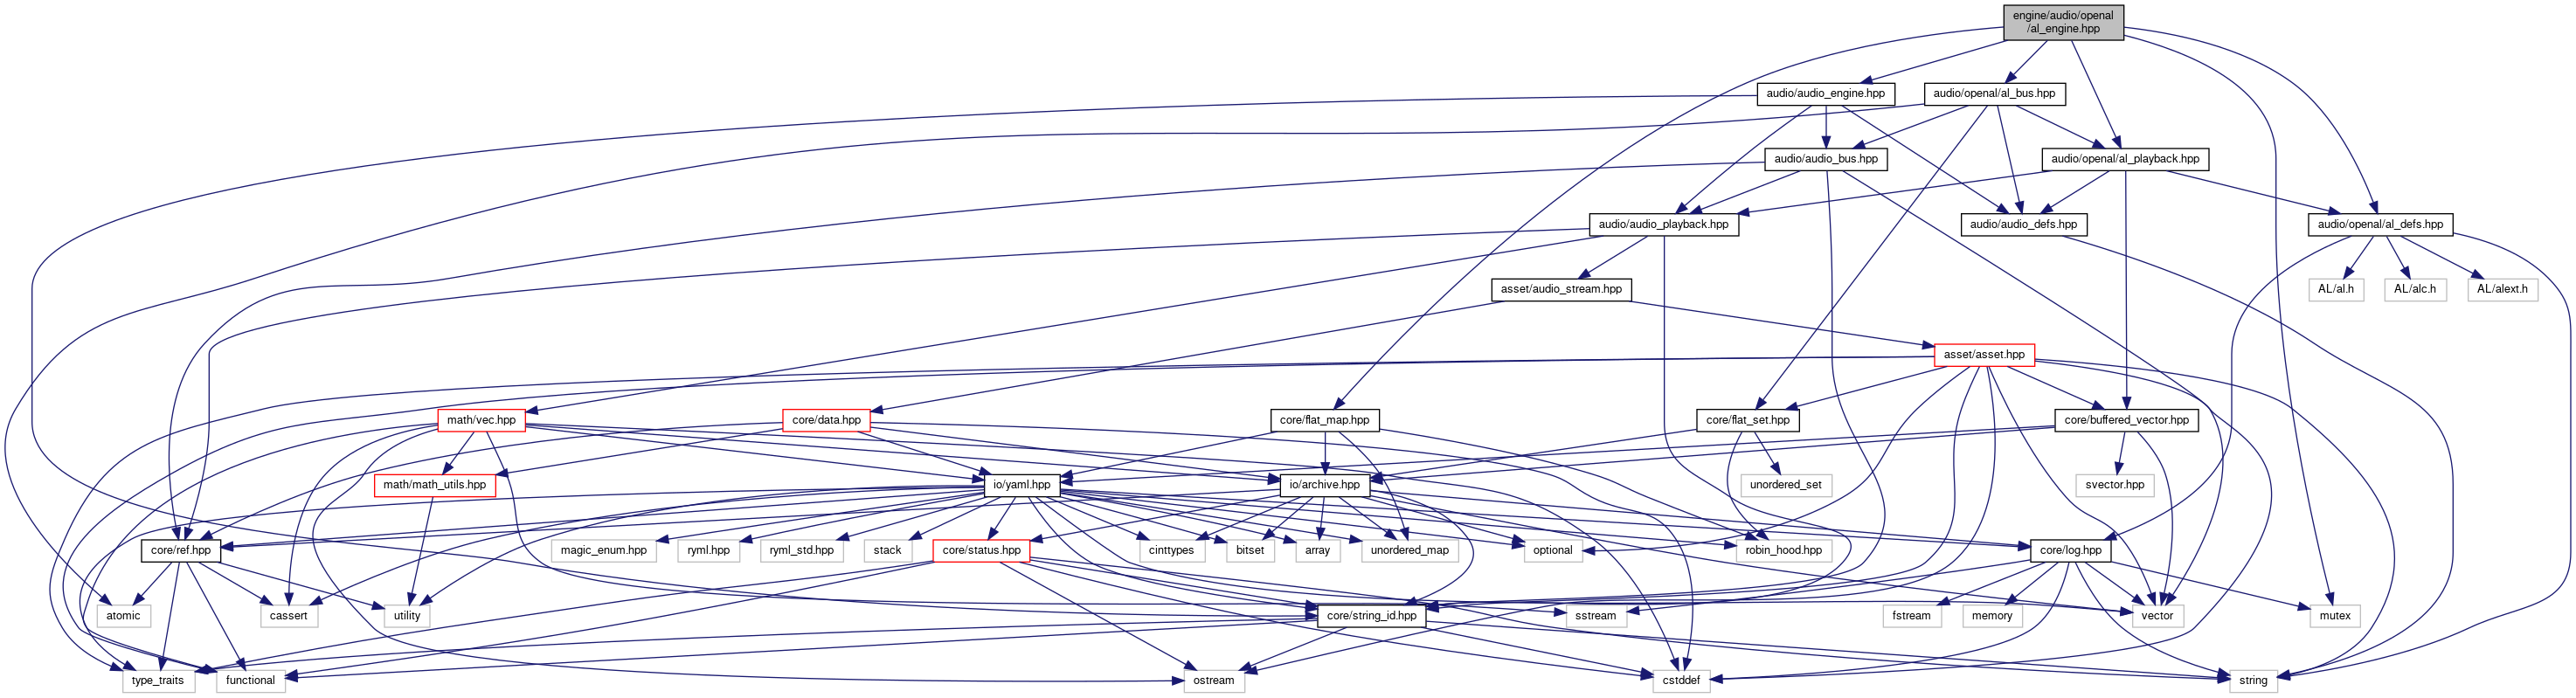 engine/audio/openal
/al_engine.hpp
audio/audio_engine.hpp
audio/openal/al_bus.hpp
audio/audio_bus.hpp
audio/openal/al_playback.hpp
audio/audio_playback.hpp
audio/audio_defs.hpp
audio/openal/al_defs.hpp
asset/audio_stream.hpp
AL/al.h
AL/alc.h
AL/alext.h
asset/asset.hpp
math/vec.hpp
core/data.hpp
core/flat_map.hpp
core/flat_set.hpp
core/buffered_vector.hpp
math/math_utils.hpp
io/yaml.hpp
io/archive.hpp
unordered_set
svector.hpp
core/ref.hpp
magic_enum.hpp
ryml.hpp
ryml_std.hpp
stack
core/status.hpp
cinttypes
bitset
array
unordered_map
optional
robin_hood.hpp
core/log.hpp
atomic
cassert
utility
core/string_id.hpp
sstream
fstream
memory
vector
mutex
type_traits
functional
ostream
cstddef
string